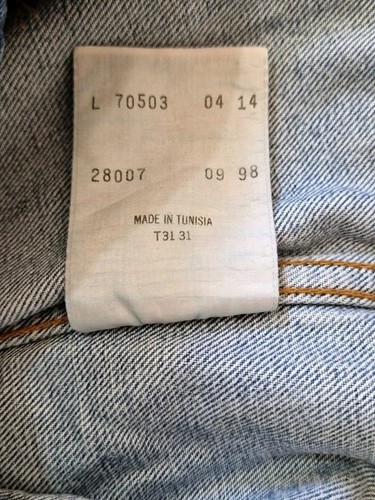 L 70503 04 14
28007 09 98
MADE IN TUNISIA
T31 31